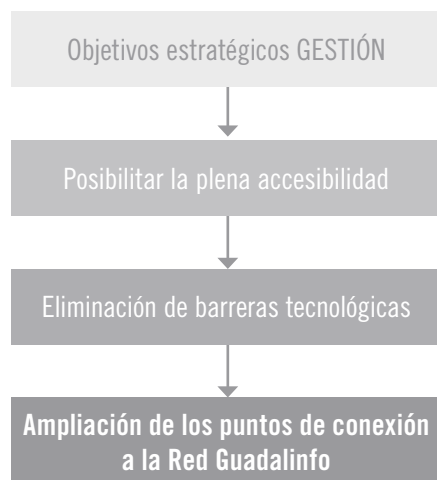 Objetivos estratégicos GESTIÓN
Posibilitar la plena accesibilidad
Eliminación de barreras tecnológicas
Ampliación de los puntos de conexión
a la Red Guadalinfo